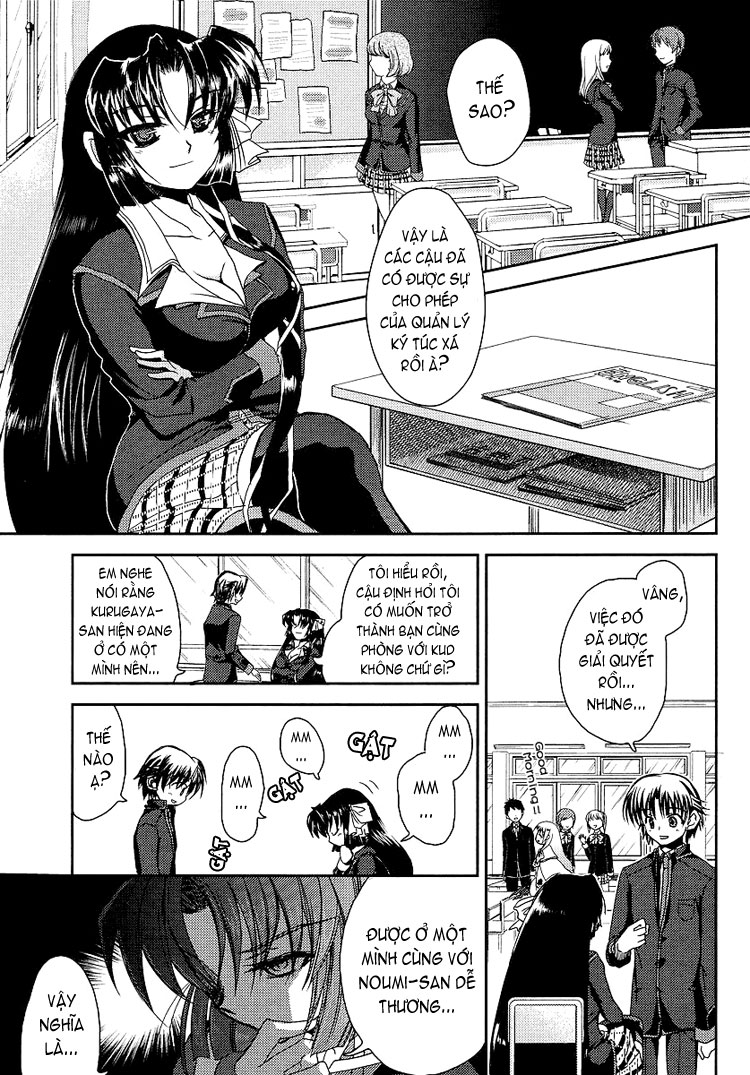 THẾ
SAO?
VẬY LÀ
CÁC CẬU ĐÃ
CÓ ĐƯỢC SỰ
CHO PHÉP
CỦA QUẢN LÝ
KÝ TÚC XÁ
RỒI À?
ENGLISH
VÂNG,
VIỆC ĐÓ
ĐÃ ĐƯỢC
GIẢI QUYẾT
RỒI...
NHƯNG...
Good
morning =
TÔI HIỂU RỒI,
CẬU ĐỊNH HỎI TÔI
CÓ MUỐN TRỞ
THÀNH BẠN CÙNG
PHÒNG VỚI KUD
KHÔNG CHỨ GÌ?
EM NGHE
NÓI RẰNG
KURUGAYA-
SAN HIỆN ĐANG
Ở CÓ MỘT
MÌNH NÊN...
MM
...
GẬT
MM
...
GẬT
MM
...
MM
...
LẶNG
THẾ
NÀO
Ạ?
ĐƯỢC Ở MỘT
MÌNH CÙNG VỚI
NOUMI-SAN DỄ
THƯƠNG...
VẬY
NGHĨA
LÀ...